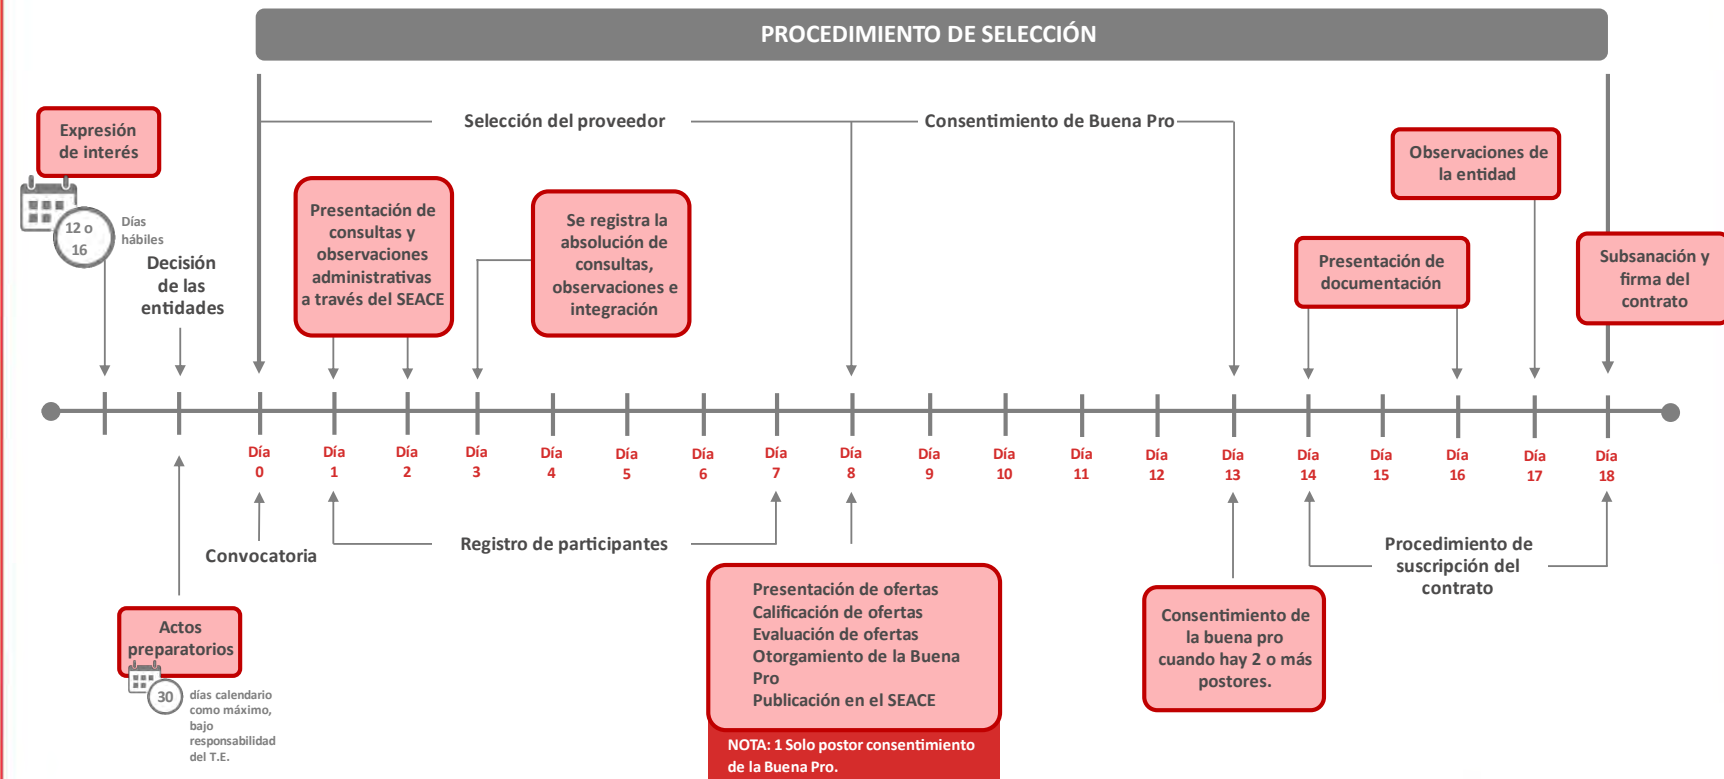 PROCEDIMIENTO DE SELECCIÓN
Selección del proveedor
Consentimiento de Buena Pro
Expresión
de interés
12 o
16
Días
hábiles
Decisión
de las
entidades
Presentación de
consultas y
observaciones
administrativas
a través del SEACE
Se registra la
absolución de
consultas,
observaciones e
integración
Observaciones de
la entidad
Presentación de
documentación
Subsanación y
firma del
contrato
Día
0
Día
1
Día
2
Día
3
Día
4
Día
5
Día
6
Día
7
Día
8
Día
9
Día
10
Día
11
Día
12
Día
13
Día
14
Día
15
Día
16
Día
17
Día
18
Convocatoria
Registro de participantes
Procedimiento de
suscripción del
contrato
Actos
preparatorios
30
días calendario
como máximo,
bajo
responsabilidad
del T.E.
Presentación de ofertas
Calificación de ofertas
Evaluación de ofertas
Otorgamiento de la Buena
Pro
Publicación en el SEACE
NOTA: 1 Solo postor consentimiento
de la Buena Pro.
Consentimiento de
la buena pro
cuando hay 2 o más
postores.